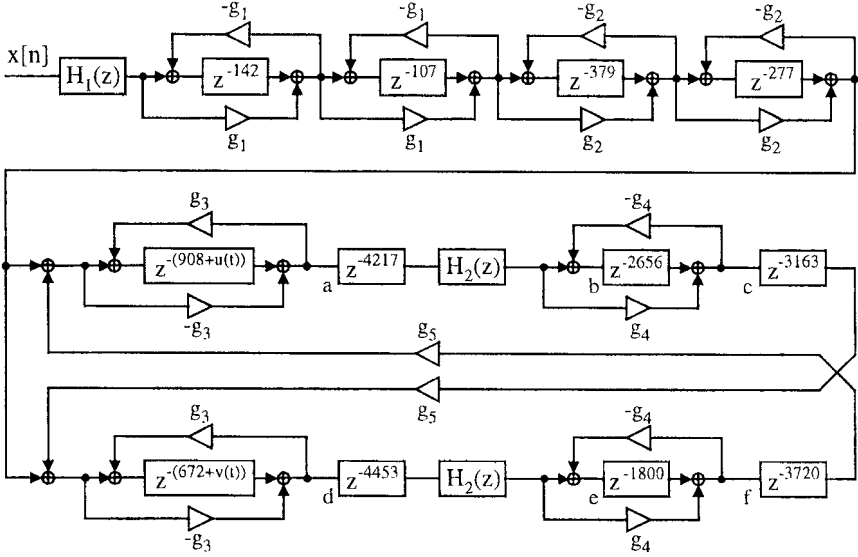 -g₁ -g₁ -g₂ -g₂
x[n] H₁(z) z⁻¹⁴² z⁻¹⁰⁷ z⁻³⁷⁹ z⁻²⁷⁷
g₁ g₁ g₂ g₂
g₃ -g₄
z^-(908+u(t)) z⁻⁴²¹⁷ H₂(z) z⁻²⁶⁵⁶ z⁻³¹⁶³
a b c
-g₃ g₄
g₅
g₅
g₃ -g₄
z^-(672+v(t)) z⁻⁴⁴⁵³ H₂(z) z⁻¹⁸⁰⁰ z⁻³⁷²⁰
d e f
-g₃ g₄